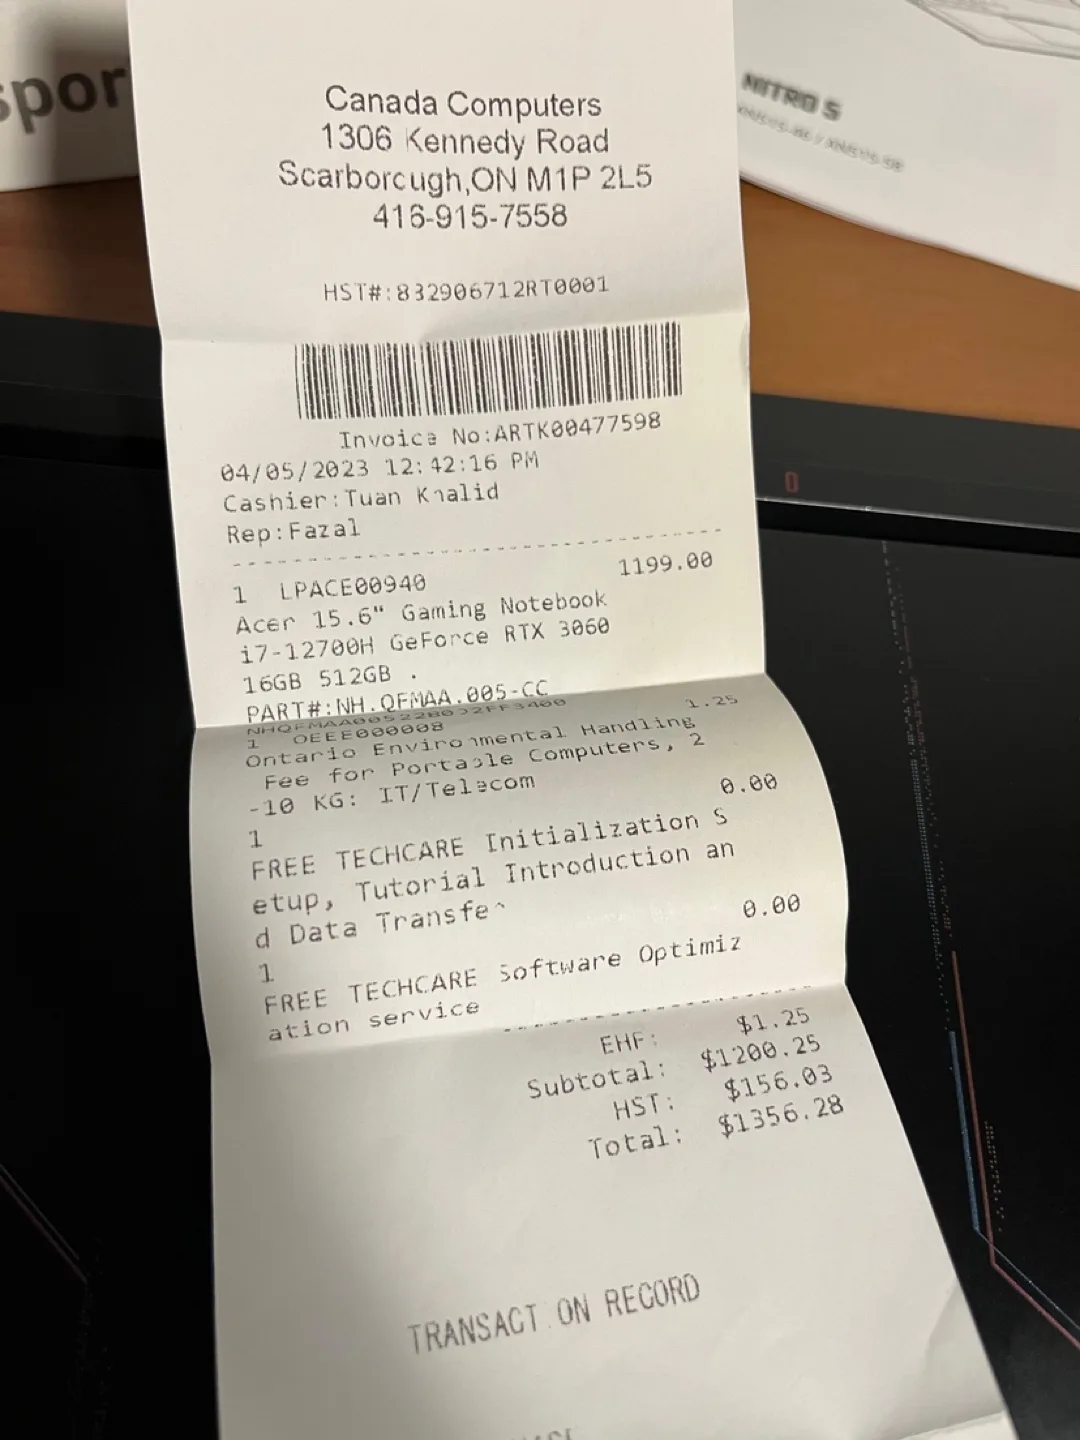 spor
NITRO 5
Canada Computers
1306 Kennedy Road
Scarborough,ON M1P 2L5
416-915-7558
HST#:832906712RT0001
Invoice No:ARTK00477598
04/05/2023 12:42:16 PM
Cashier:Tuan Khalid
Rep:Fazal
1 LPACE00940 1199.00
Acer 15.6" Gaming Notebook
i7-12700H GeForce RTX 3060
16GB 512GB .
PART#:NH.QFMAA.005-CC
1 OEEE000008 1.25
Ontario Environmental Handling
Fee for Portable Computers, 2
-10 KG: IT/Telecom
1 0.00
FREE TECHCARE Initialization S
etup, Tutorial Introduction an
d Data Transfer
1 0.00
FREE TECHCARE Software Optimiz
ation service
EHF: $1.25
Subtotal: $1200.25
HST: $156.03
Total: $1356.28
TRANSACTION RECORD